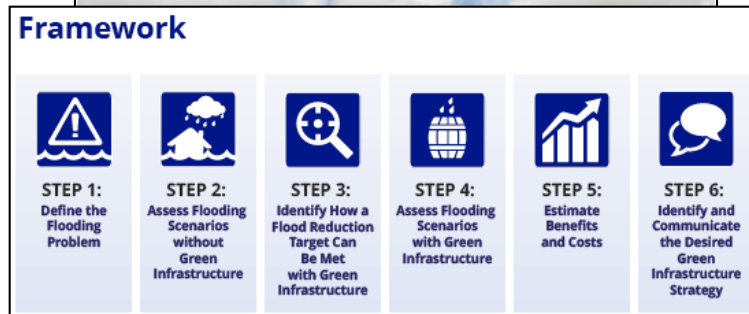 Framework
STEP 1:
Define the
Flooding
Problem
STEP 2:
Assess Flooding
Scenarios
without
Green
Infrastructure
STEP 3:
Identify How a
Flood Reduction
Target Can
Be Met
with Green
Infrastructure
STEP 4:
Assess Flooding
Scenarios
with Green
Infrastructure
STEP 5:
Estimate
Benefits
and Costs
STEP 6:
Identify and
Communicate
the Desired
Green
Infrastructure
Strategy